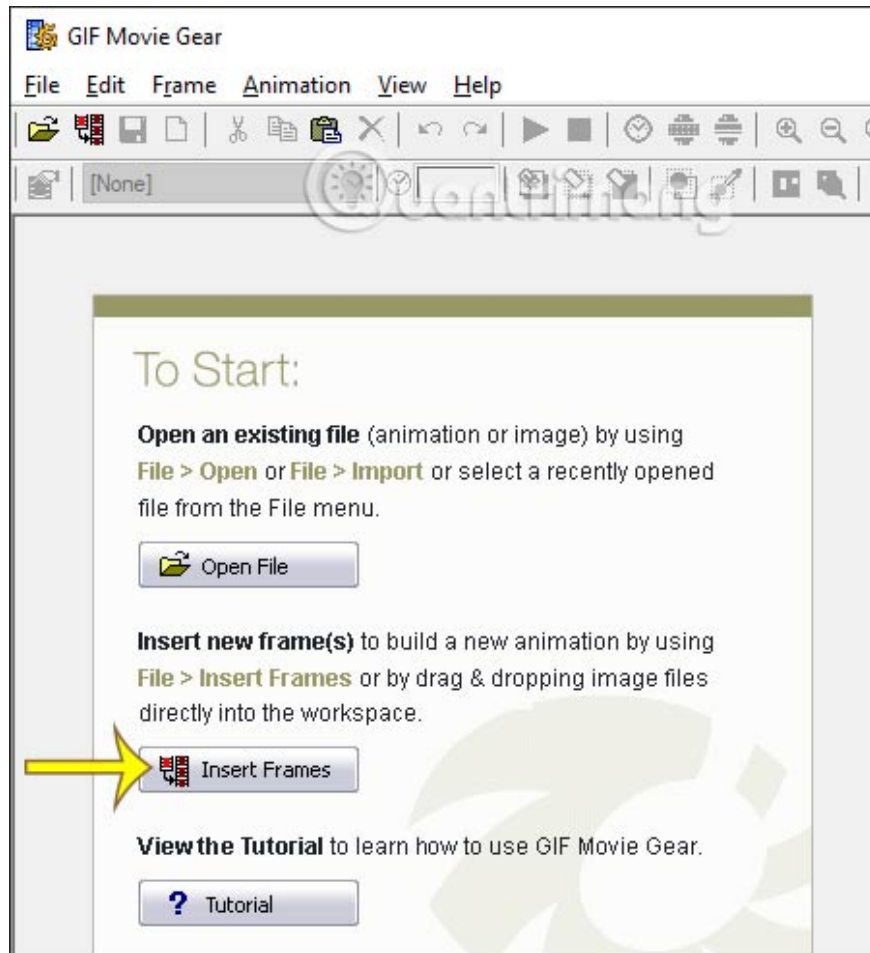 GIF Movie Gear
File Edit Frame Animation View Help
[None]
Quantrimang
To Start:
Open an existing file (animation or image) by using
File > Open or File > Import or select a recently opened
file from the File menu.
Open File
Insert new frame(s) to build a new animation by using
File > Insert Frames or by drag & dropping image files
directly into the workspace.
Insert Frames
View the Tutorial to learn how to use GIF Movie Gear.
? Tutorial